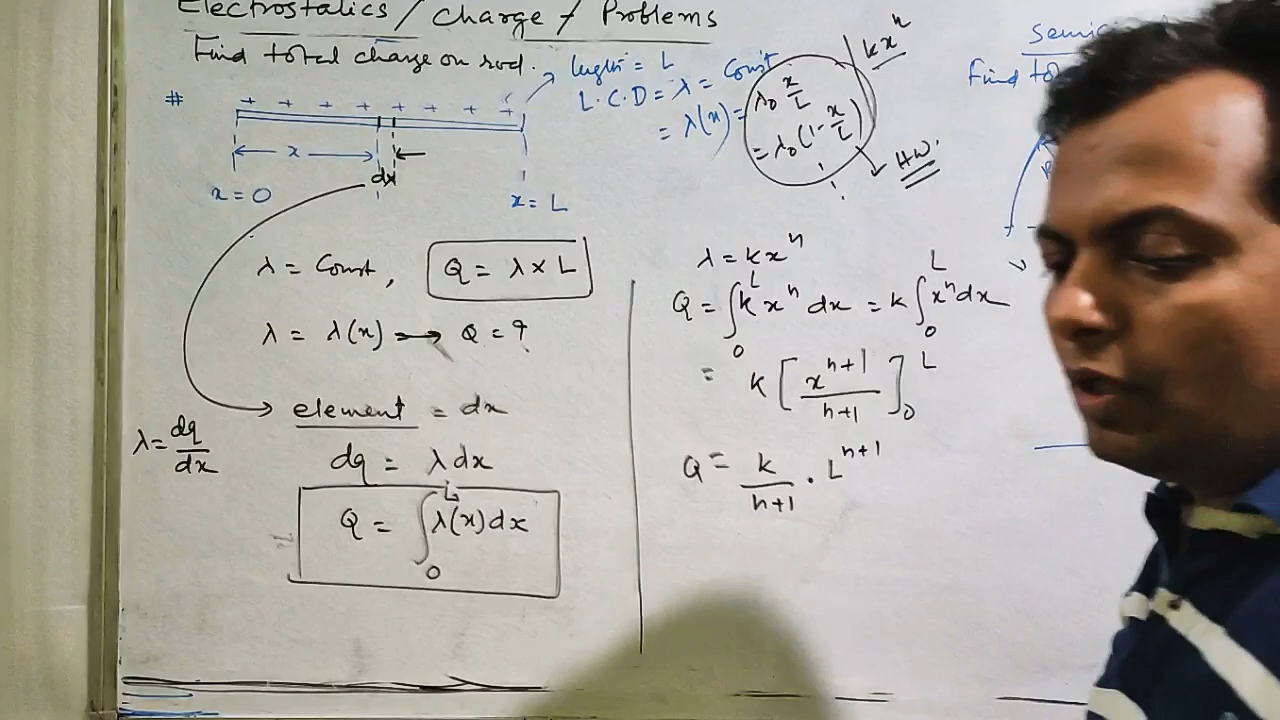 Electrostatics / Charge / Problems
Find total charge on rod.
length = L
L.C.D = λ = Const
= λ(x) = λ₀ x/L
= λ₀(1 - x/L)
kxⁿ
HW.
#
+ + + + + + + +
x
dx
x = 0
x = L
λ = Const, Q = λ × L
λ = λ(x) → Q = ?
element = dx
λ = dq/dx
dq = λ dx
Q = ∫₀ᴸ λ(x) dx
λ = kxⁿ
Q = ∫₀ᴸ k xⁿ dx = k ∫₀ᴸ xⁿ dx
= k [xⁿ⁺¹/n+1]₀ᴸ
Q = k/n+1 . Lⁿ⁺¹
Find